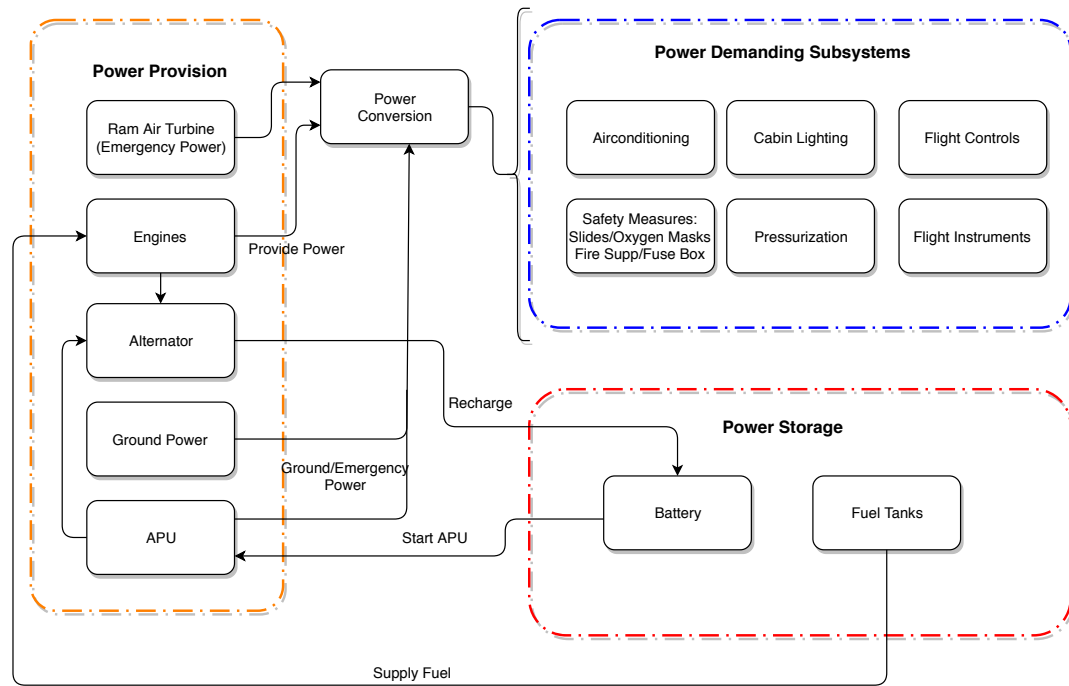 Power Provision
Ram Air Turbine
(Emergency Power)
Engines
Provide Power
Alternator
Ground Power
Ground/Emergency
Power
APU
Power
Conversion
Power Demanding Subsystems
Airconditioning
Cabin Lighting
Flight Controls
Safety Measures:
Slides/Oxygen Masks
Fire Supp/Fuse Box
Pressurization
Flight Instruments
Recharge
Power Storage
Battery
Fuel Tanks
Start APU
Supply Fuel